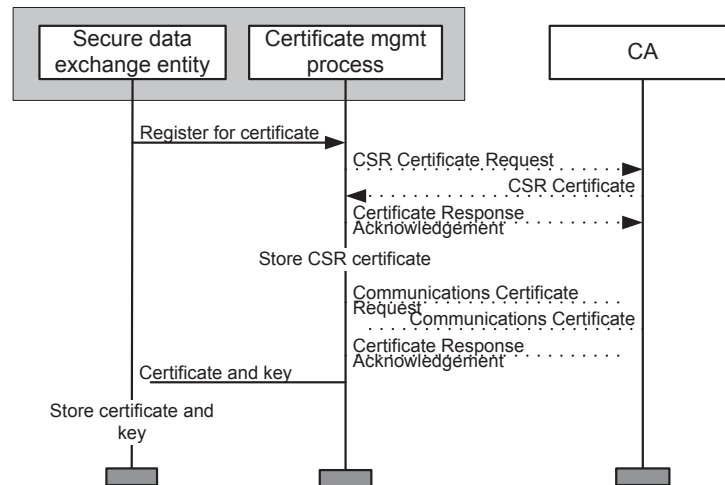 Secure data
exchange entity
Certificate mgmt
process
CA
Register for certificate
CSR Certificate Request
CSR Certificate
Certificate Response
Acknowledgement
Store CSR certificate
Communications Certificate
Request
Communications Certificate
Certificate Response
Acknowledgement
Certificate and key
Store certificate and
key